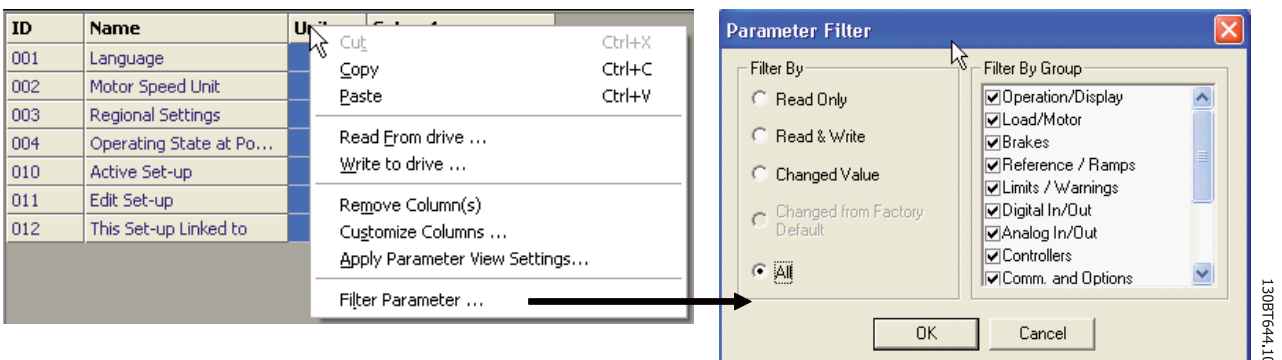 ID Name
001 Language
002 Motor Speed Unit
003 Regional Settings
004 Operating State at Po...
010 Active Set-up
011 Edit Set-up
012 This Set-up Linked to
Cut Ctrl+X
Copy Ctrl+C
Paste Ctrl+V
Read From drive ...
Write to drive ...
Remove Column(s)
Customize Columns ...
Apply Parameter View Settings...
Filter Parameter ...
Parameter Filter
Filter By
Read Only
Read & Write
Changed Value
Changed from Factory
Default
All
Filter By Group
Operation/Display
Load/Motor
Brakes
Reference / Ramps
Limits / Warnings
Digital In/Out
Analog In/Out
Controllers
Comm. and Options
OK Cancel
130BT644.10